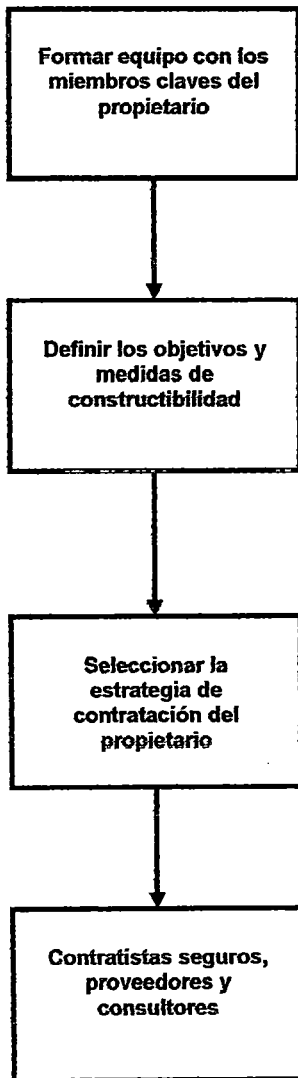 Formar equipo con los
miembros claves del
propietario
Definir los objetivos y
medidas de
constructibilidad
Seleccionar la
estrategia de
contratación del
propietario
Contratistas seguros,
proveedores y
consultores